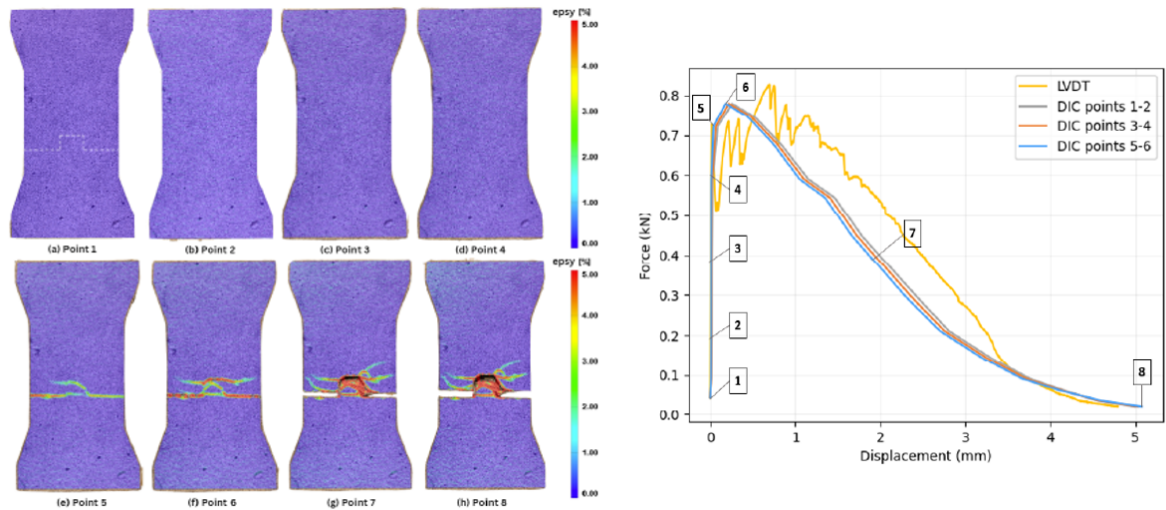 epsy [%]
5.00
4.00
2.00
1.00
0.00
(a) Point 1
(b) Point 2
(c) Point 3
(d) Point 4
epsy [%]
5.00
4.00
2.00
1.00
0.00
(e) Point 5
(f) Point 6
(g) Point 7
(h) Point 8
Force (kN)
0.8
0.7
0.6
0.5
0.4
0.3
0.2
0.1
0.0
0
1
2
3
4
5
Displacement (mm)
LVDT
DIC points 1-2
DIC points 3-4
DIC points 5-6
6
5
4
3
7
2
1
8